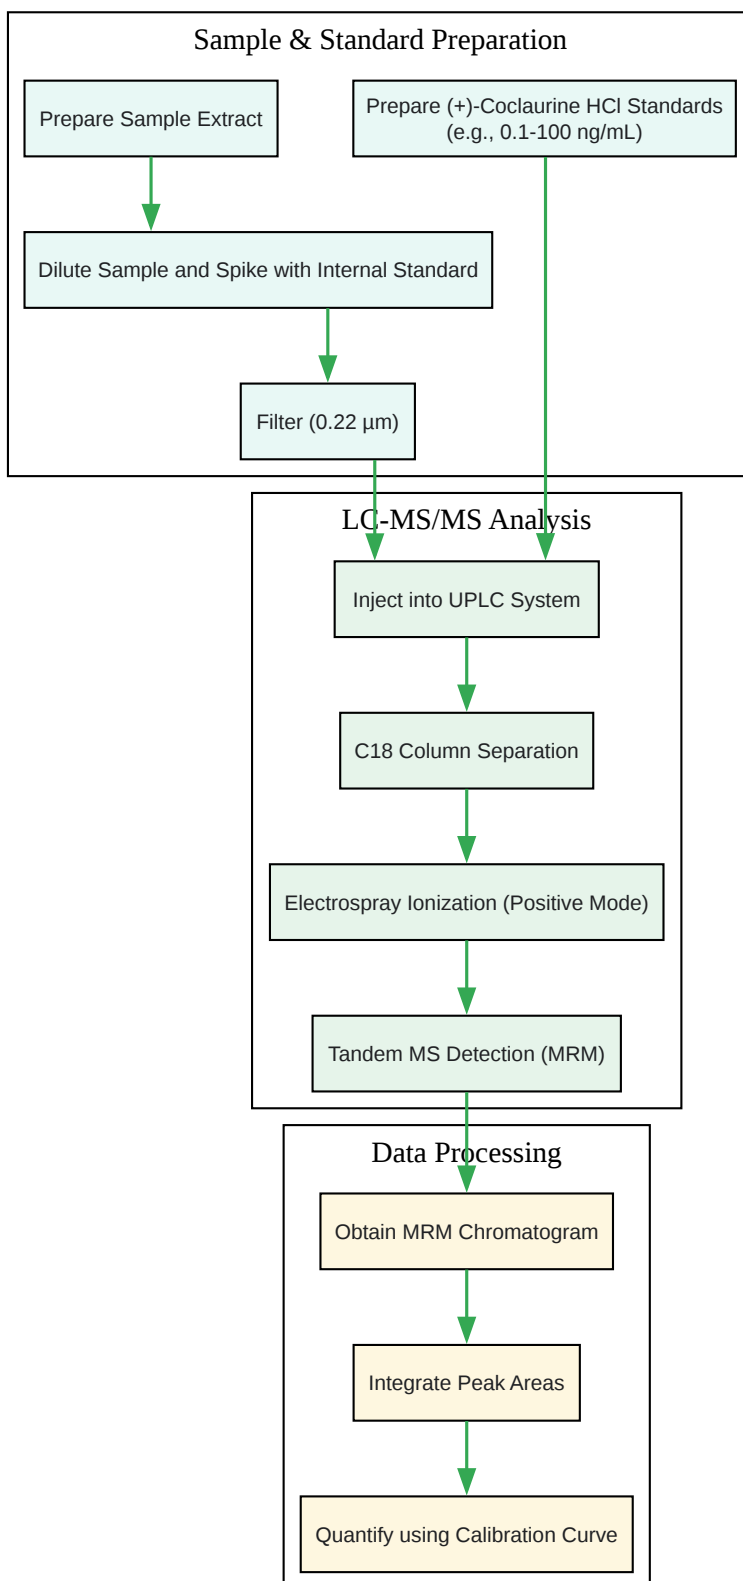 Sample & Standard Preparation
Prepare Sample Extract
Prepare (+)-Coclaurine HCl Standards
(e.g., 0.1-100 ng/mL)
Dilute Sample and Spike with Internal Standard
Filter (0.22 µm)
LC-MS/MS Analysis
Inject into UPLC System
C18 Column Separation
Electrospray Ionization (Positive Mode)
Tandem MS Detection (MRM)
Data Processing
Obtain MRM Chromatogram
Integrate Peak Areas
Quantify using Calibration Curve